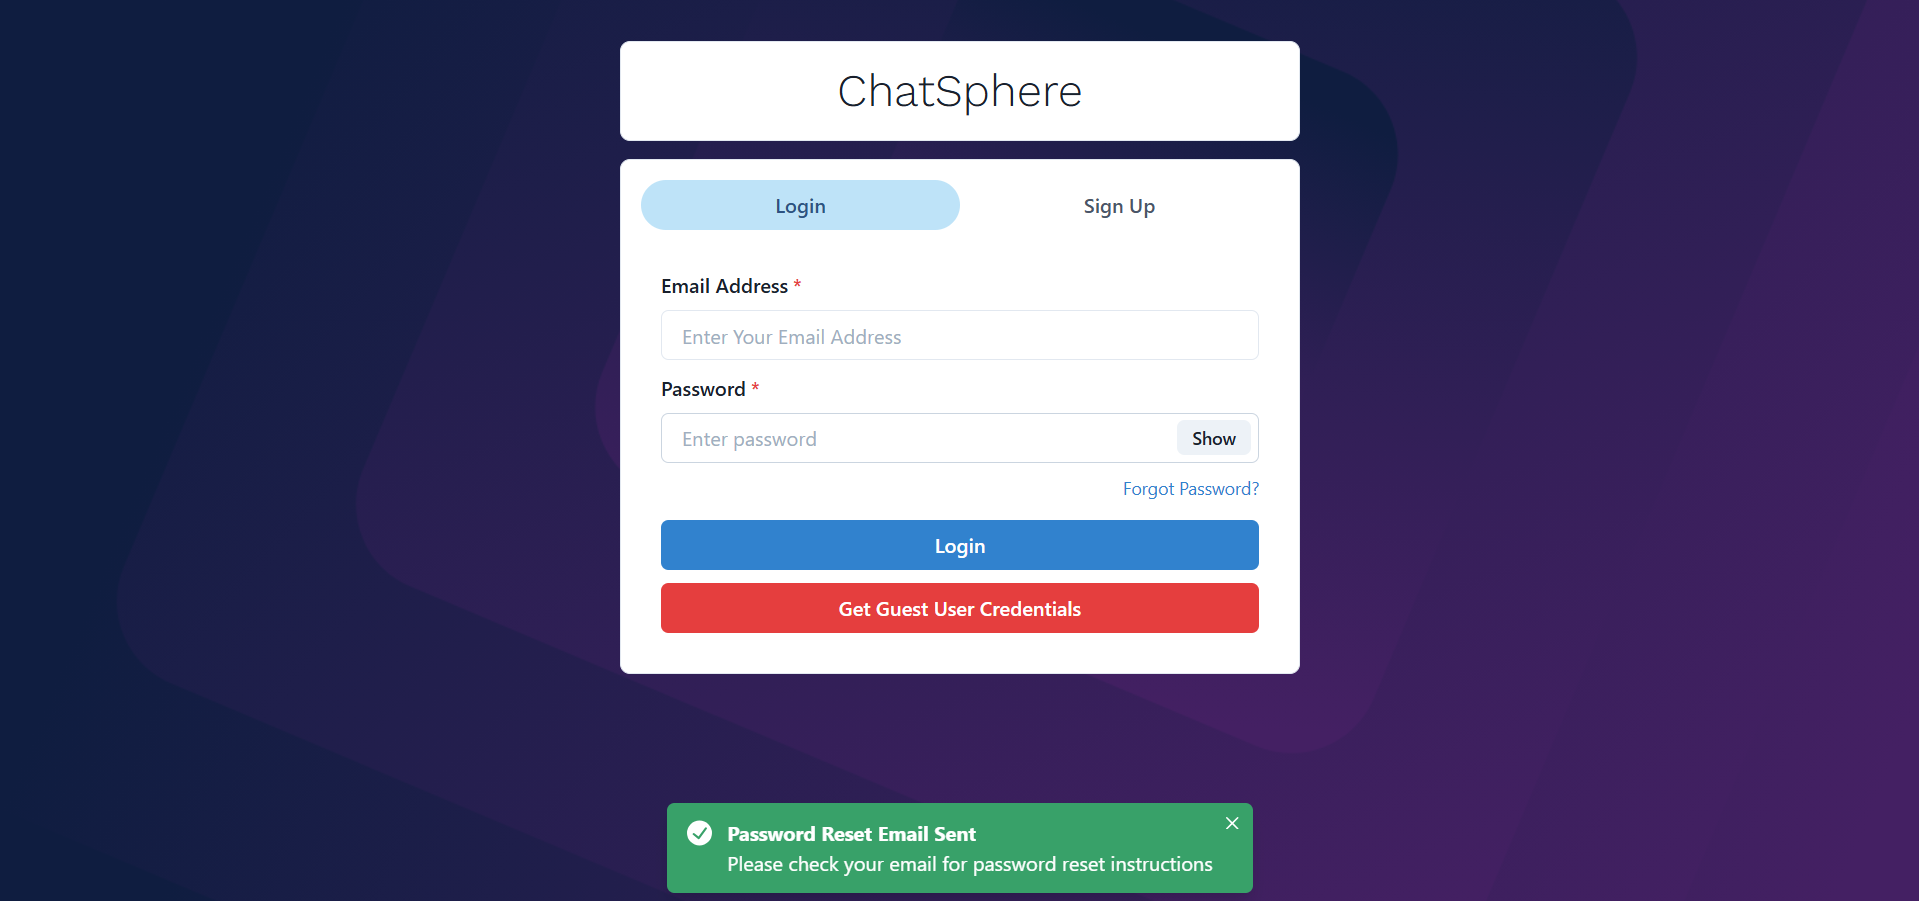 ChatSphere
Login
Sign Up
Email Address *
Enter Your Email Address
Password *
Enter password
Show
Forgot Password?
Login
Get Guest User Credentials
Password Reset Email Sent
Please check your email for password reset instructions